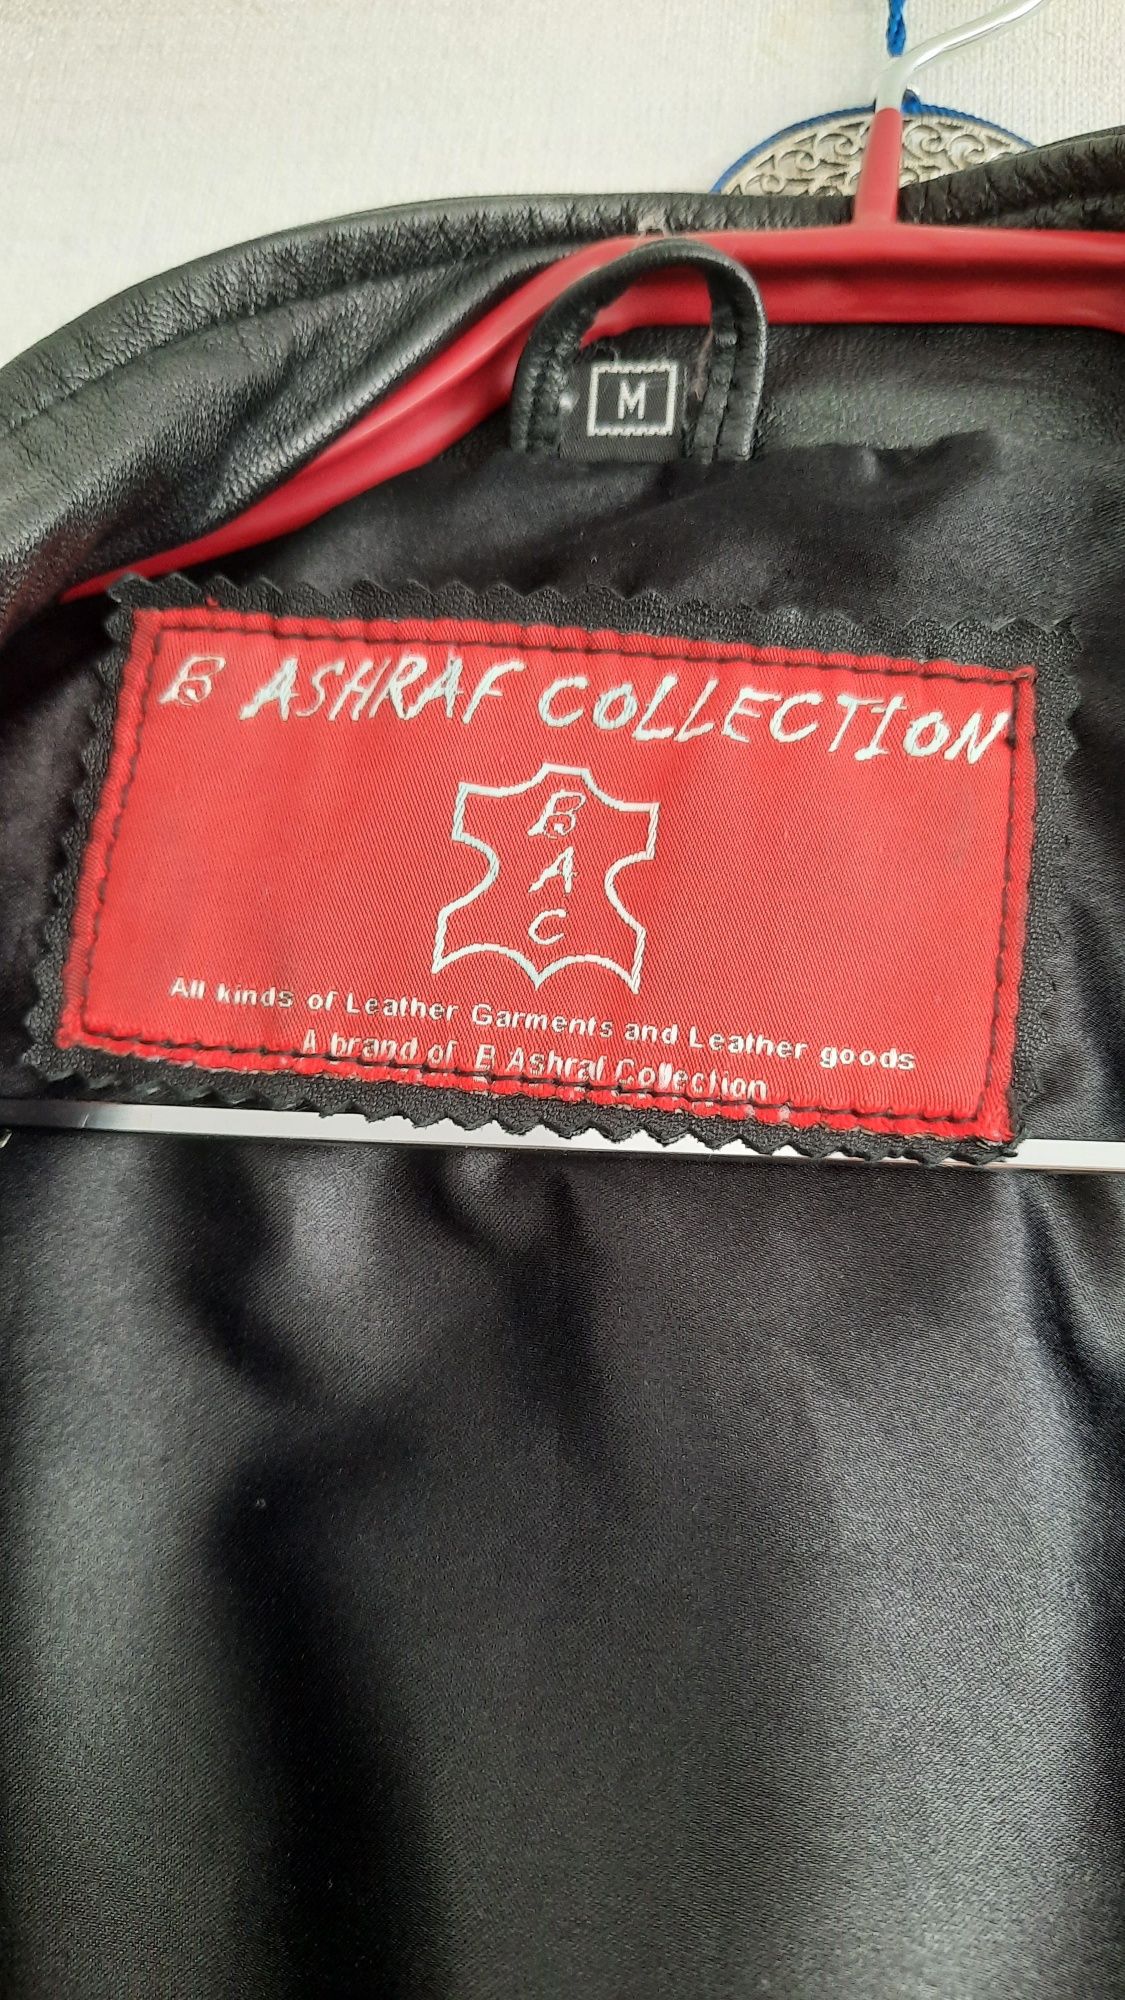 M
B ASHRAF COLLECTION
B
A
C
All kinds of Leather Garments and Leather goods
A brand of B Ashraf Collection